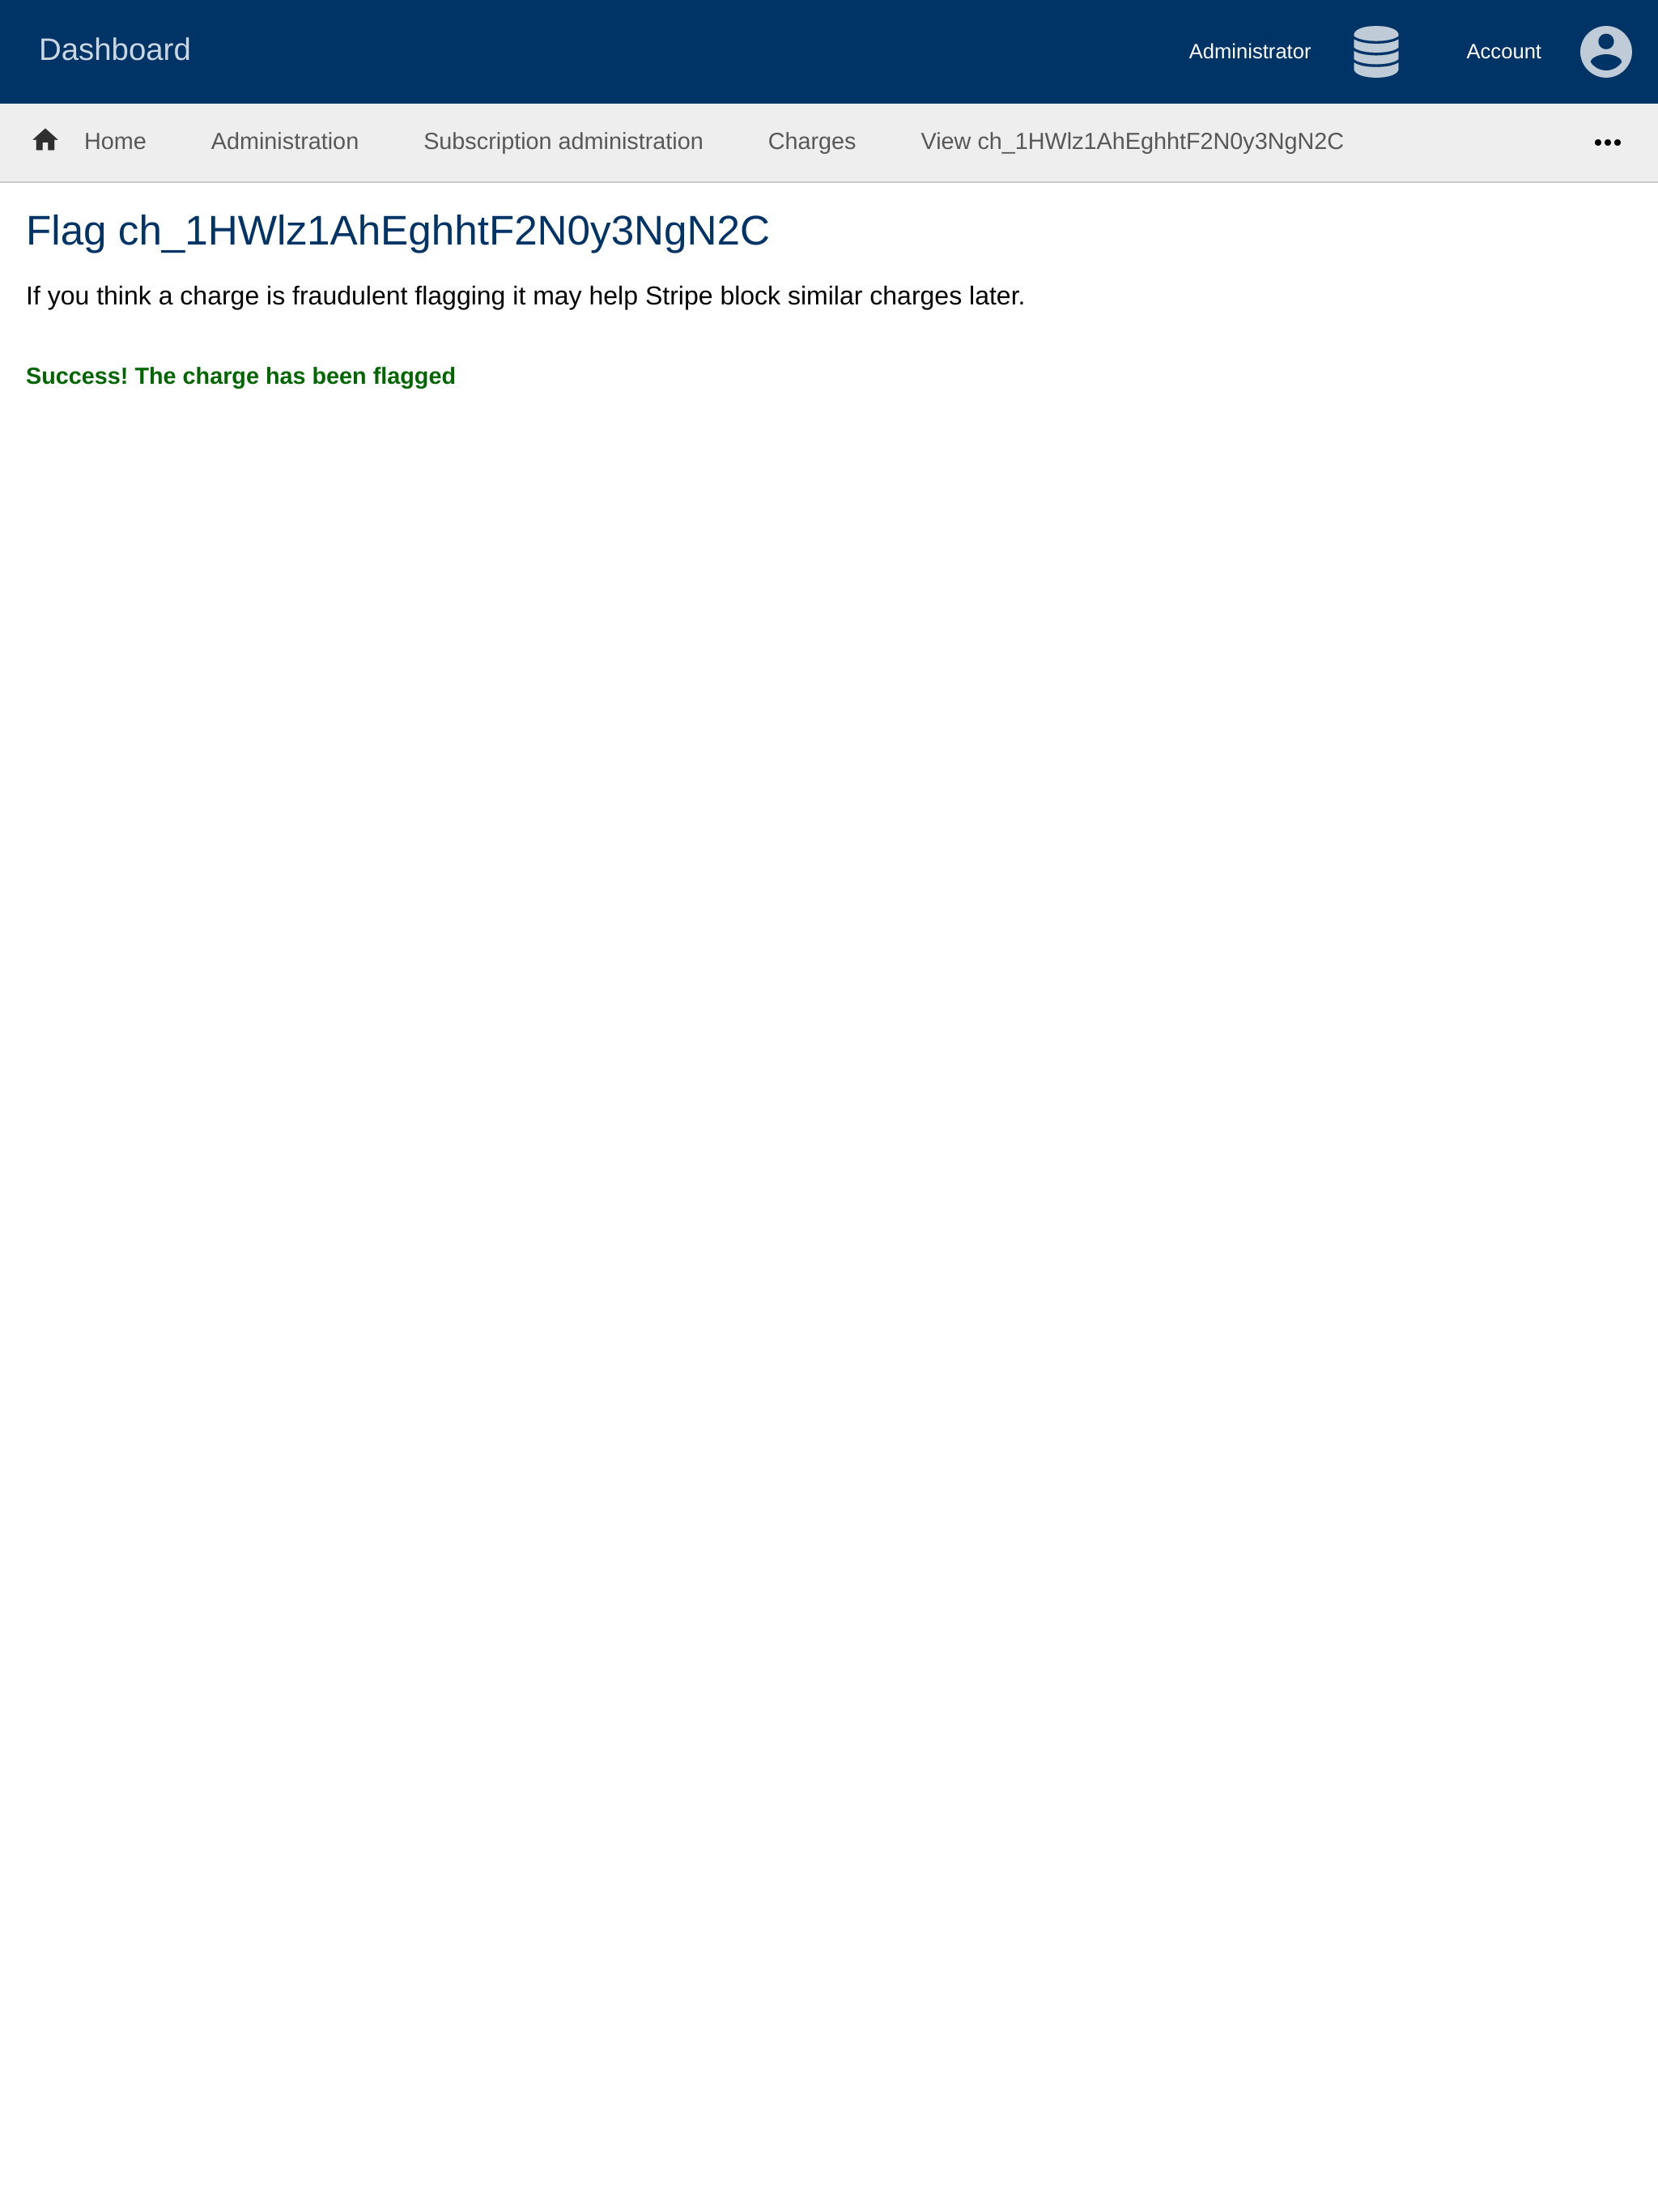 Dashboard
Administrator
Account
Home
Administration
Subscription administration
Charges
View ch_1HWlz1AhEghhtF2N0y3NgN2C
Flag ch_1HWlz1AhEghhtF2N0y3NgN2C
If you think a charge is fraudulent flagging it may help Stripe block similar charges later.
Success! The charge has been flagged